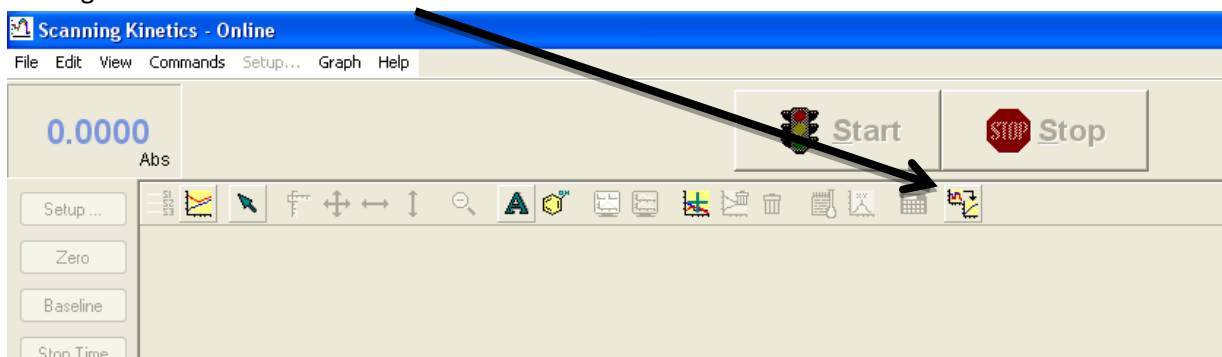 Scanning Kinetics - Online
File Edit View Commands Setup... Graph Help
0.0000
Abs
Start
STOP Stop
Setup ...
A
Zero
Baseline
Stop Time